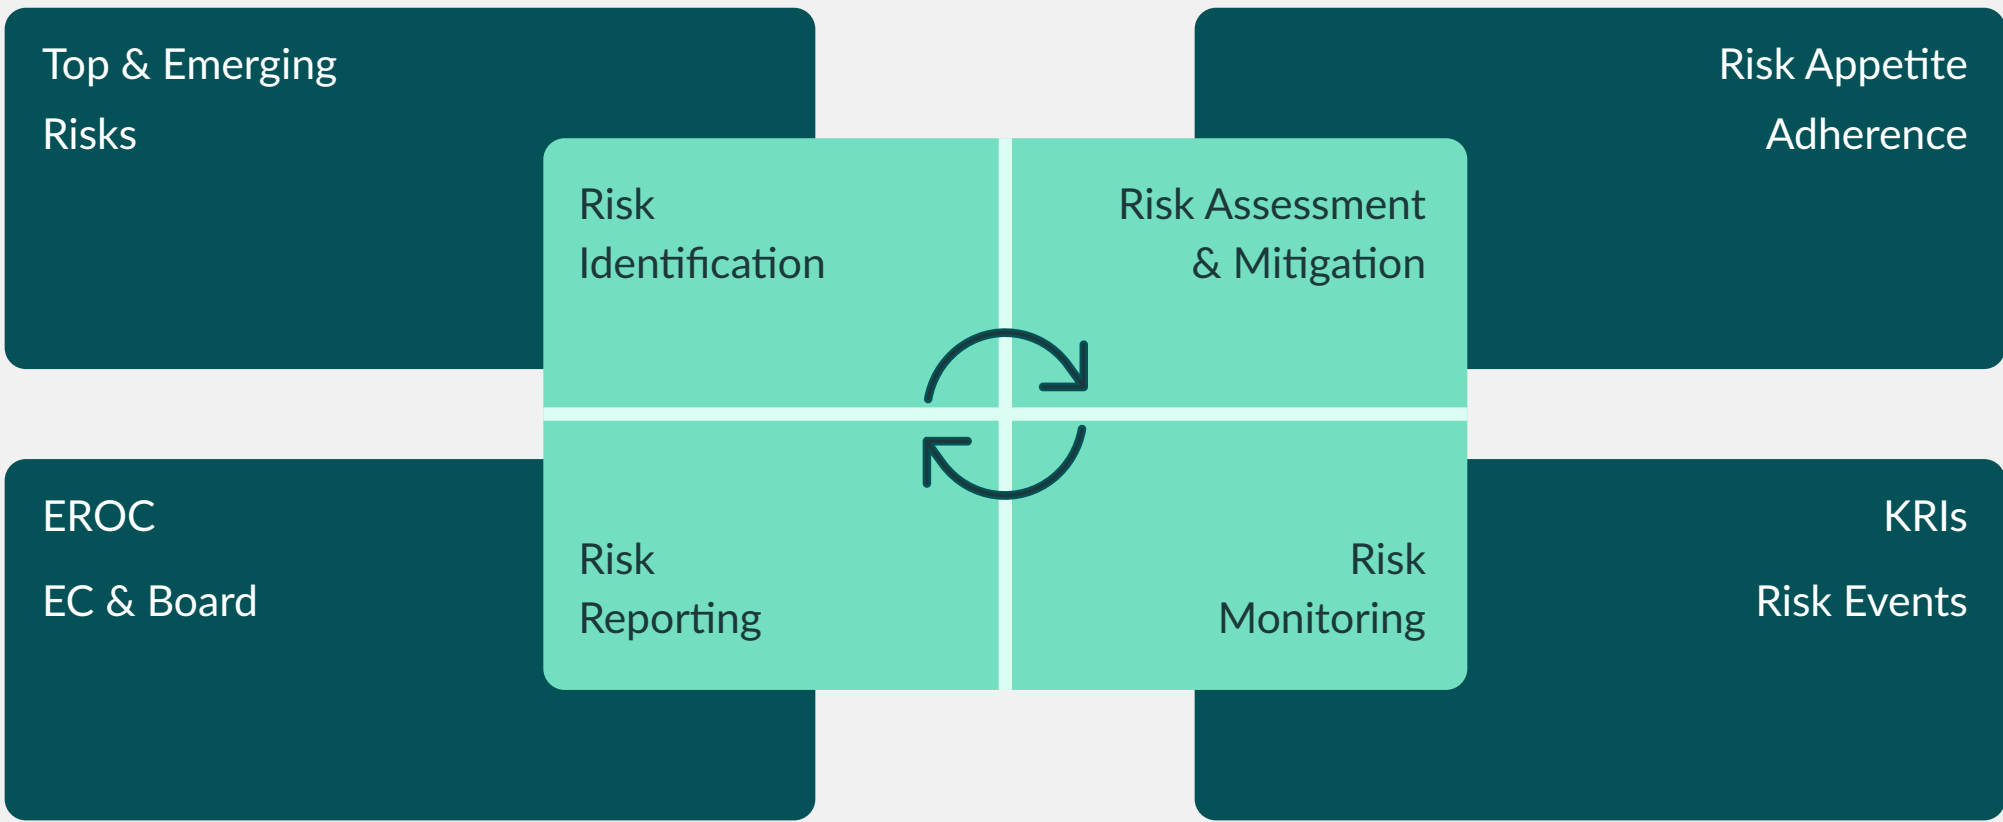 Top & Emerging
Risks
Risk Appetite
Adherence
Risk
Identification
Risk Assessment
& Mitigation
Risk
Reporting
Risk
Monitoring
EROC
EC & Board
KRIs
Risk Events